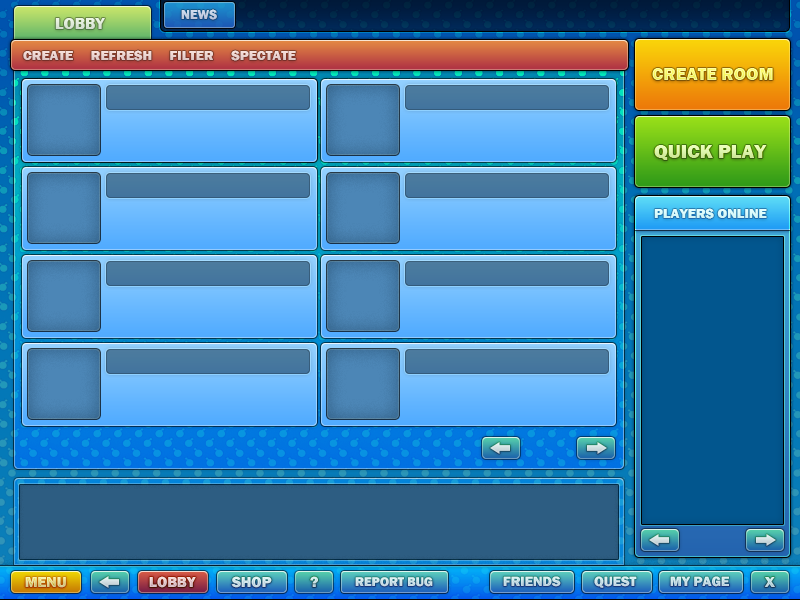 LOBBY
NEWS
CREATE REFRESH FILTER SPECTATE
CREATE ROOM
QUICK PLAY
PLAYERS ONLINE
MENU LOBBY SHOP ? REPORT BUG FRIENDS QUEST MY PAGE X